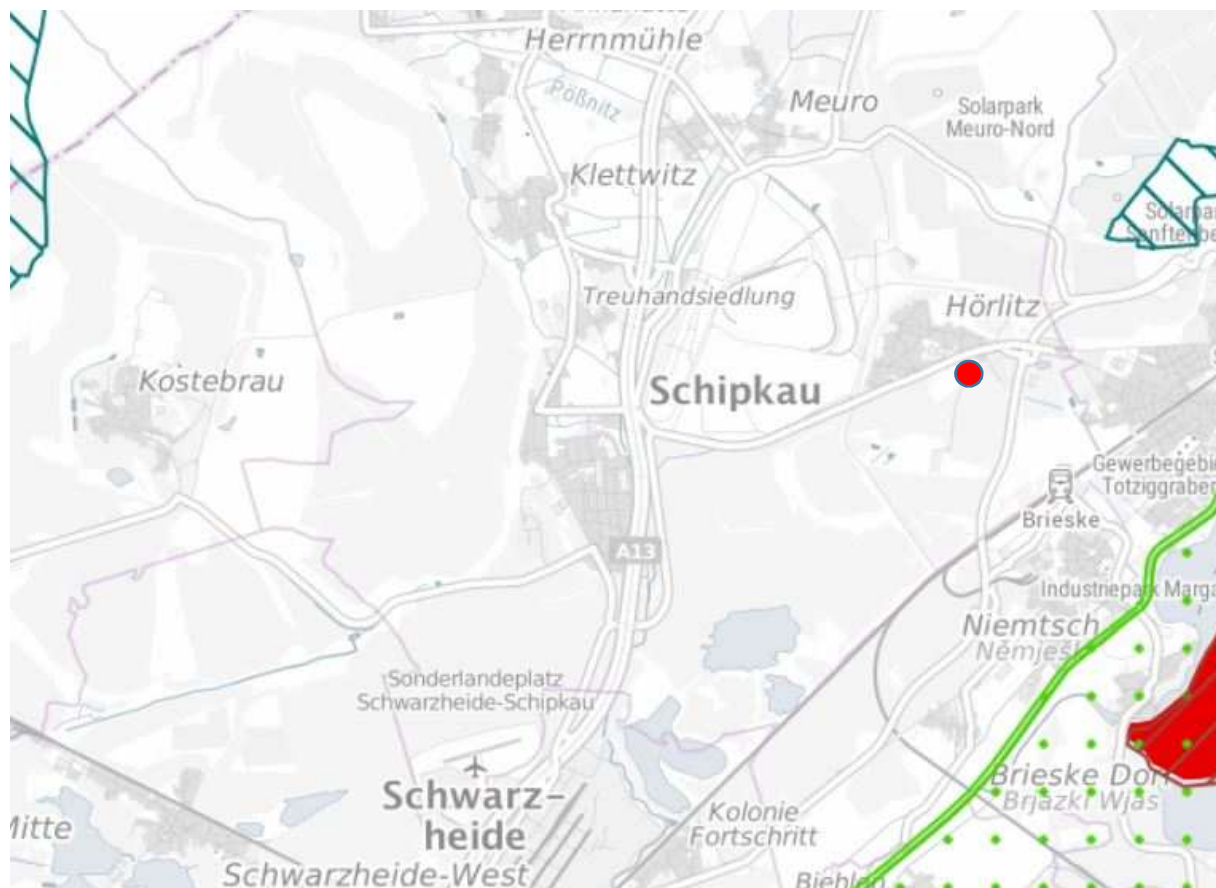 Herrnmühle
Pößnitz
Meuro
Solarpark
Meuro-Nord
Klettwitz
Treuhandsiedlung
Hörlitz
Kostebrau
Schipkau
Brieske
A13
Niemtsch
Sonderlandeplatz
Schwarzheide-Schipkau
Brieske Dorf
Brjazki Wjas
Schwarz-
heide
Kolonie
Fortschritt
Schwarzheide-West